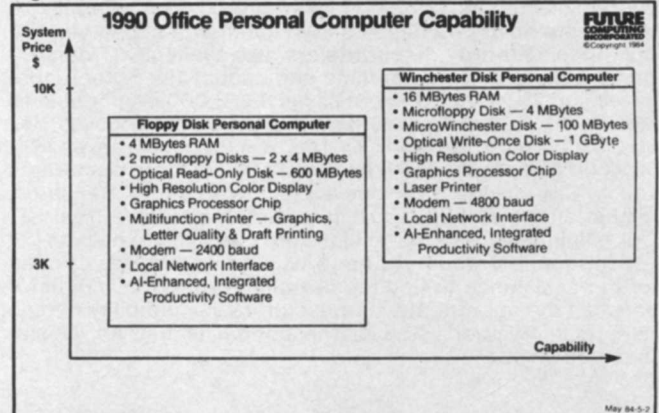 1990 Office Personal Computer Capability
FUTURE
COMPUTING
INCORPORATED
©Copyright 1984
System
Price
$
10K
3K
Floppy Disk Personal Computer
• 4 MBytes RAM
• 2 microfloppy Disks — 2 x 4 MBytes
• Optical Read-Only Disk — 600 MBytes
• High Resolution Color Display
• Graphics Processor Chip
• Multifunction Printer — Graphics,
Letter Quality & Draft Printing
• Modem — 2400 baud
• Local Network Interface
• AI-Enhanced, Integrated
Productivity Software
Winchester Disk Personal Computer
• 16 MBytes RAM
• Microfloppy Disk — 4 MBytes
• MicroWinchester Disk — 100 MBytes
• Optical Write-Once Disk — 1 GByte
• High Resolution Color Display
• Graphics Processor Chip
• Laser Printer
• Modem — 4800 baud
• Local Network Interface
• AI-Enhanced, Integrated
Productivity Software
Capability
May 84-5-2